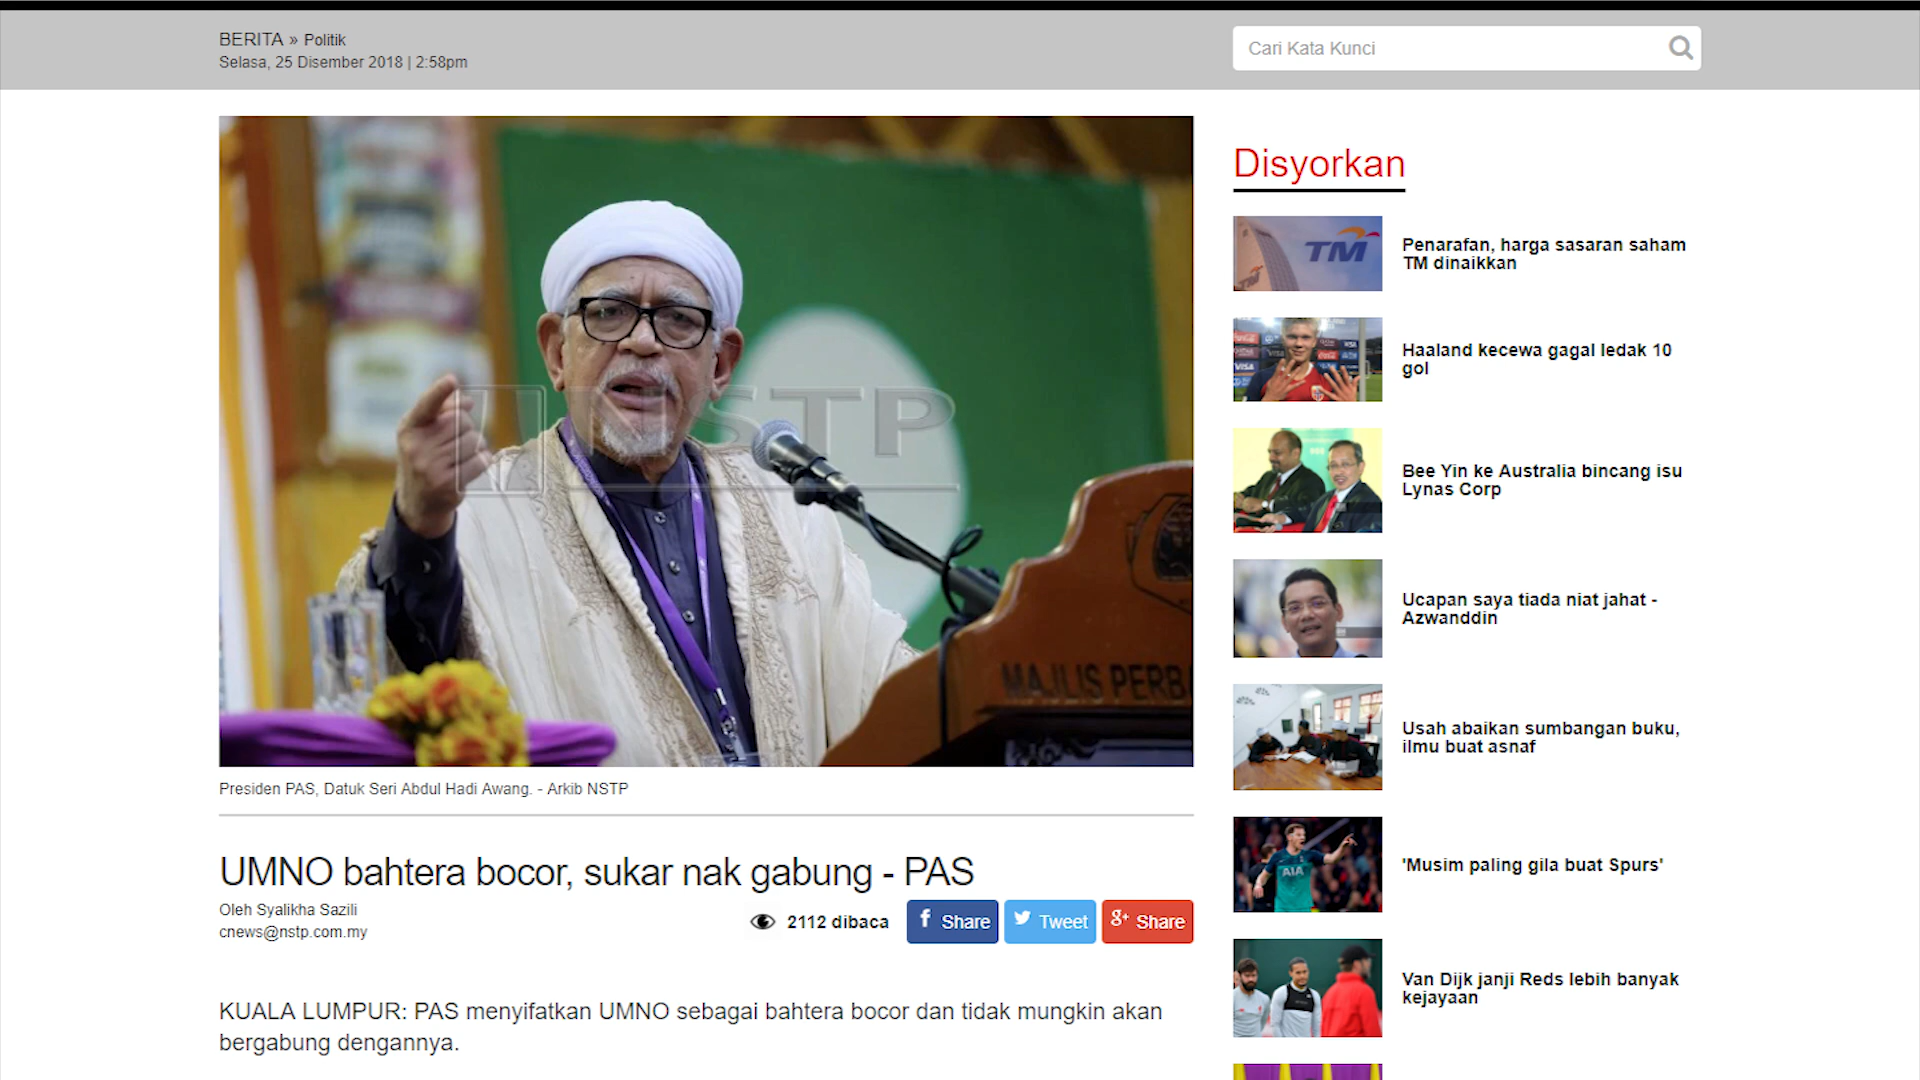 BERITA » Politik
Selasa, 25 Disember 2018 | 2:58pm
Cari Kata Kunci
NSTP
MAJLIS PERB
Presiden PAS, Datuk Seri Abdul Hadi Awang. - Arkib NSTP
UMNO bahtera bocor, sukar nak gabung - PAS
Oleh Syalikha Sazili
cnews@nstp.com.my
2112 dibaca
Share
Tweet
Share
KUALA LUMPUR: PAS menyifatkan UMNO sebagai bahtera bocor dan tidak mungkin akan
bergabung dengannya.
Disyorkan
TM
Penarafan, harga sasaran saham
TM dinaikkan
VISA
Haaland kecewa gagal ledak 10
gol
Bee Yin ke Australia bincang isu
Lynas Corp
Ucapan saya tiada niat jahat -
Azwanddin
Usah abaikan sumbangan buku,
ilmu buat asnaf
AIA
'Musim paling gila buat Spurs'
Van Dijk janji Reds lebih banyak
kejayaan